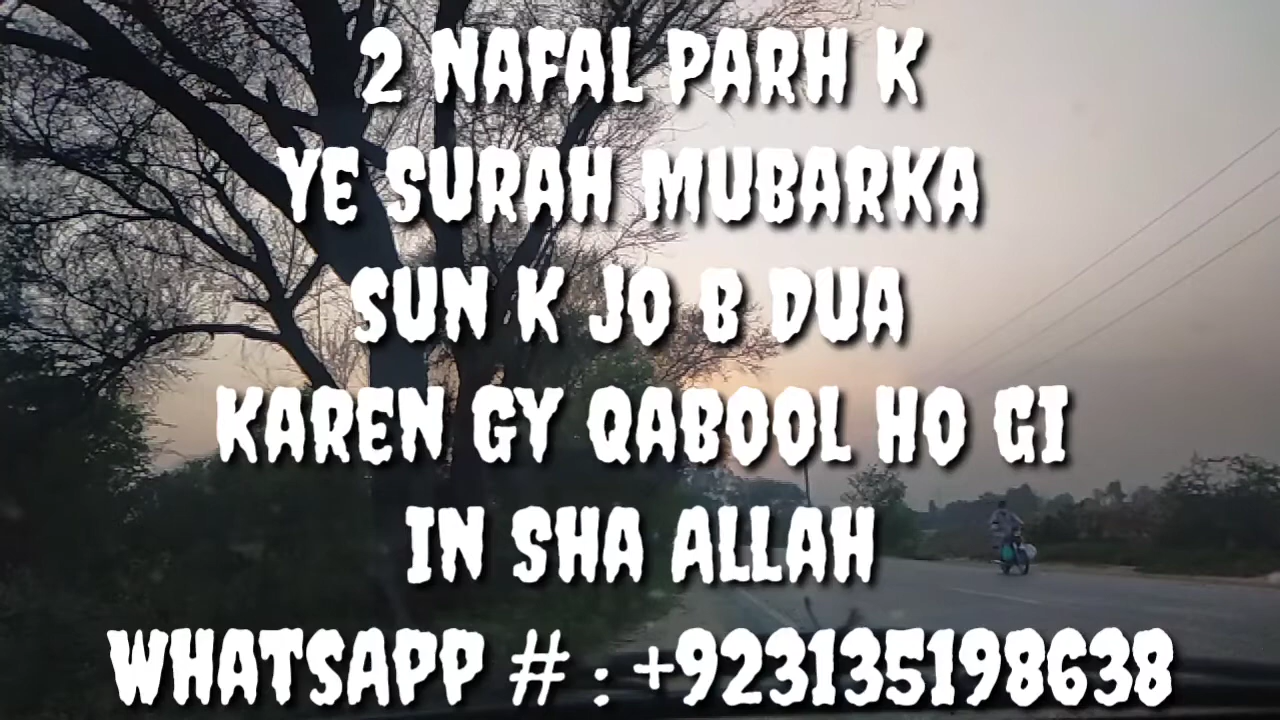 2 NAFAL PARH K
YE SURAH MUBARKA
SUN K JO B DUA
KAREN GY QABOOL HO GI
IN SHA ALLAH
WHATSAPP # : +923135198638